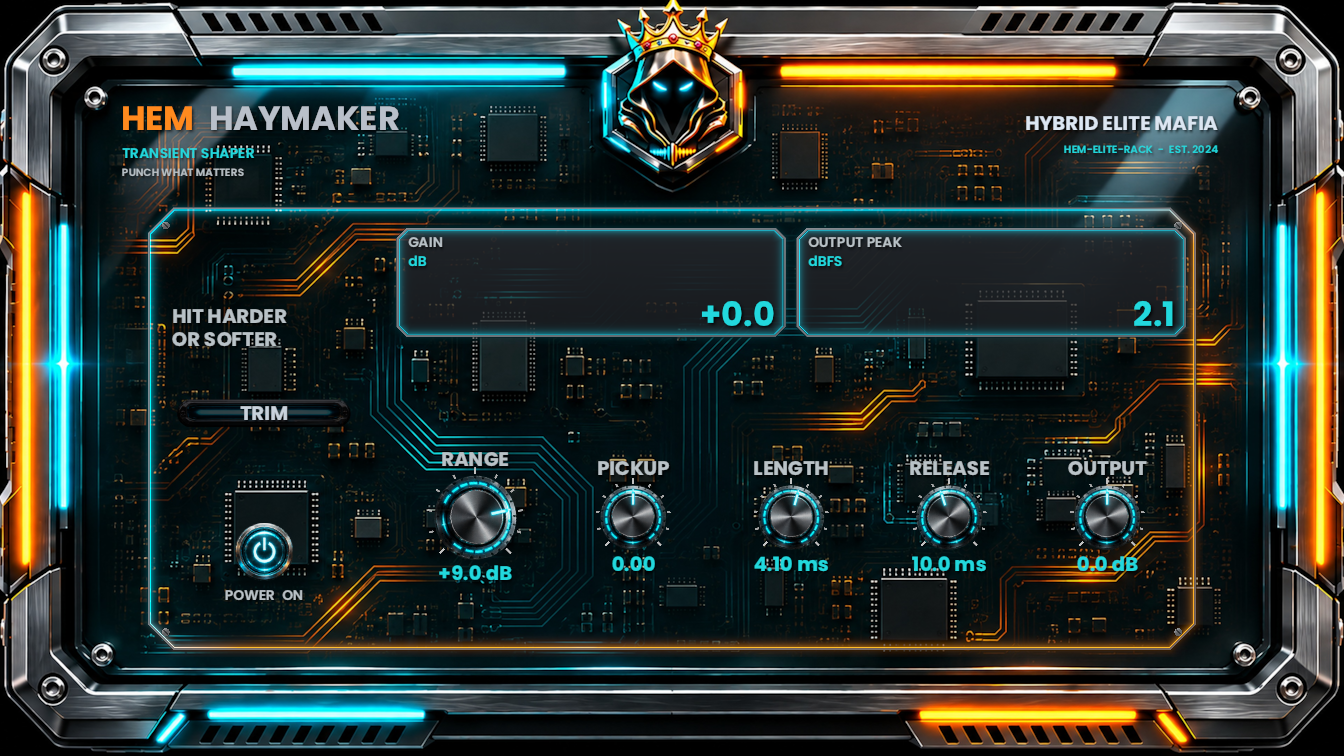 HEM HAYMAKER
TRANSIENT SHAPER
PUNCH WHAT MATTERS
HYBRID ELITE MAFIA
HEM-ELITE-RACK - EST. 2024
GAIN
dB
+0.0
OUTPUT PEAK
dBFS
2.1
HIT HARDER
OR SOFTER
TRIM
RANGE
PICKUP
LENGTH
RELEASE
OUTPUT
+9.0 dB
0.00
4.10 ms
10.0 ms
0.0 dB
POWER ON